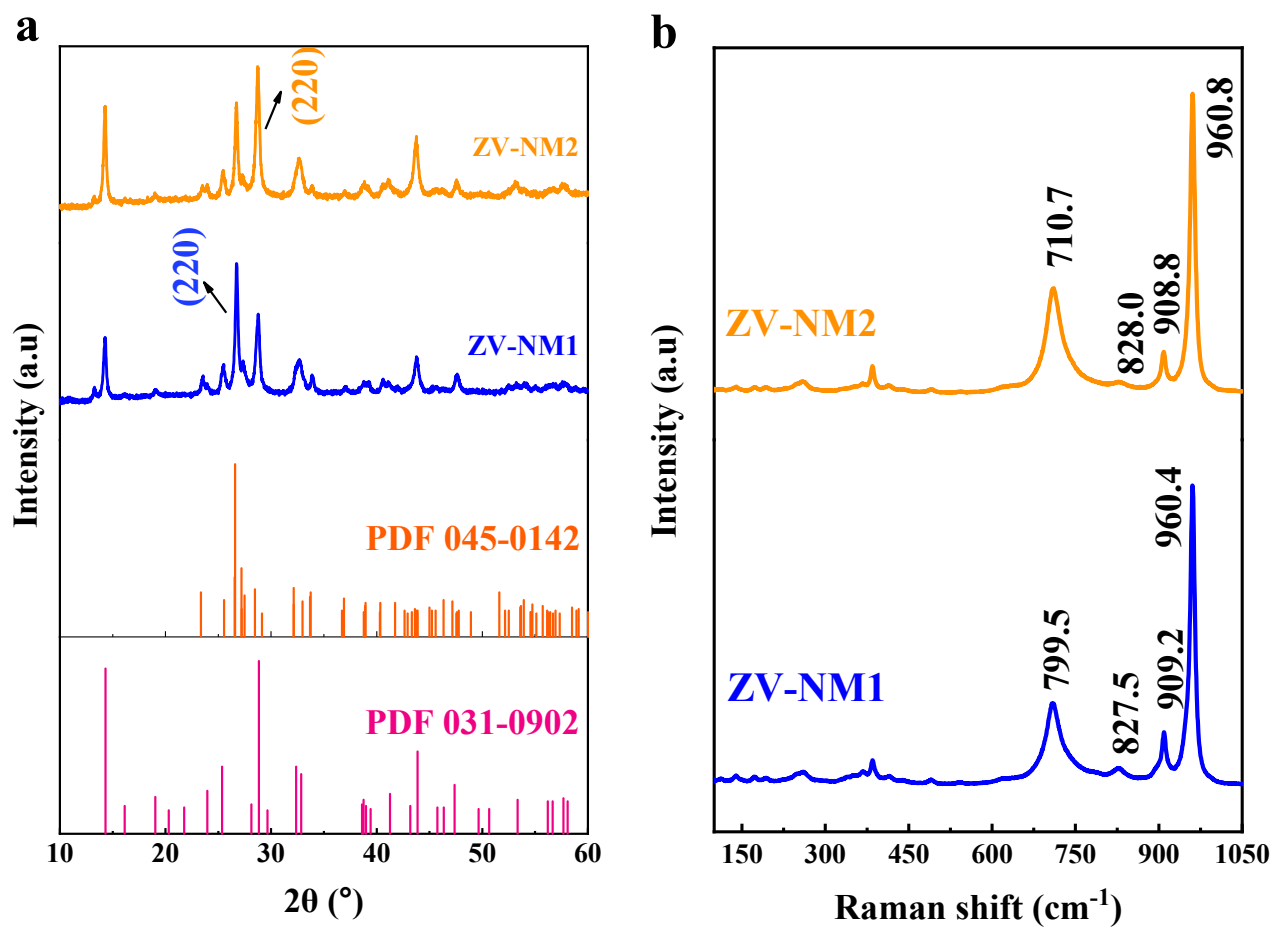 a
Intensity (a.u)
(220)
ZV-NM2
(220)
ZV-NM1
PDF 045-0142
PDF 031-0902
10 20 30 40 50 60
2θ (°)
b
Intensity (a.u)
960.8
710.7
908.8
828.0
ZV-NM2
960.4
799.5
909.2
827.5
ZV-NM1
150 300 450 600 750 900 1050
Raman shift (cm⁻¹)